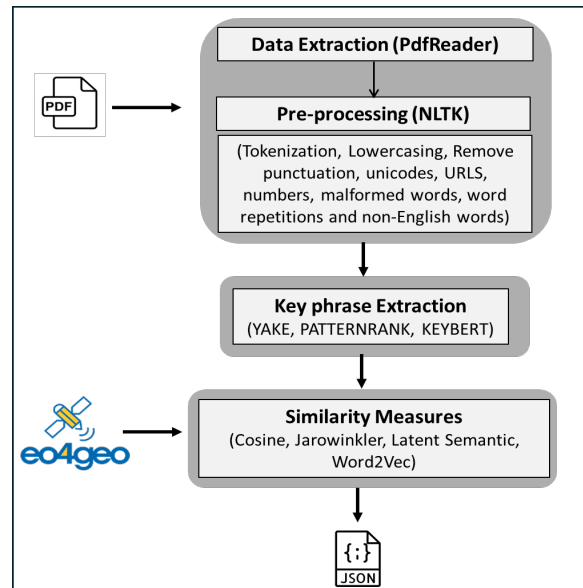 Data Extraction (PdfReader)
PDF
Pre-processing (NLTK)
(Tokenization, Lowercasing, Remove
punctuation, unicodes, URLS,
numbers, malformed words, word
repetitions and non-English words)
Key phrase Extraction
(YAKE, PATTERNRANK, KEYBERT)
Similarity Measures
(Cosine, Jarowinkler, Latent Semantic,
Word2Vec)
eo4geo
{;}
JSON